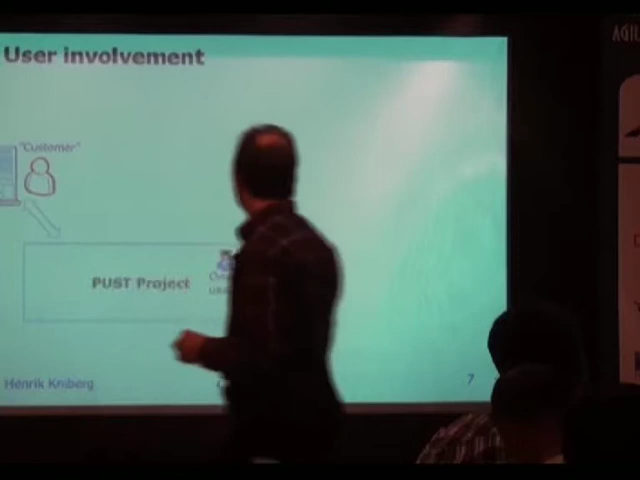 User involvement
"Customer"
PUST Project
Henrik Kniberg
7